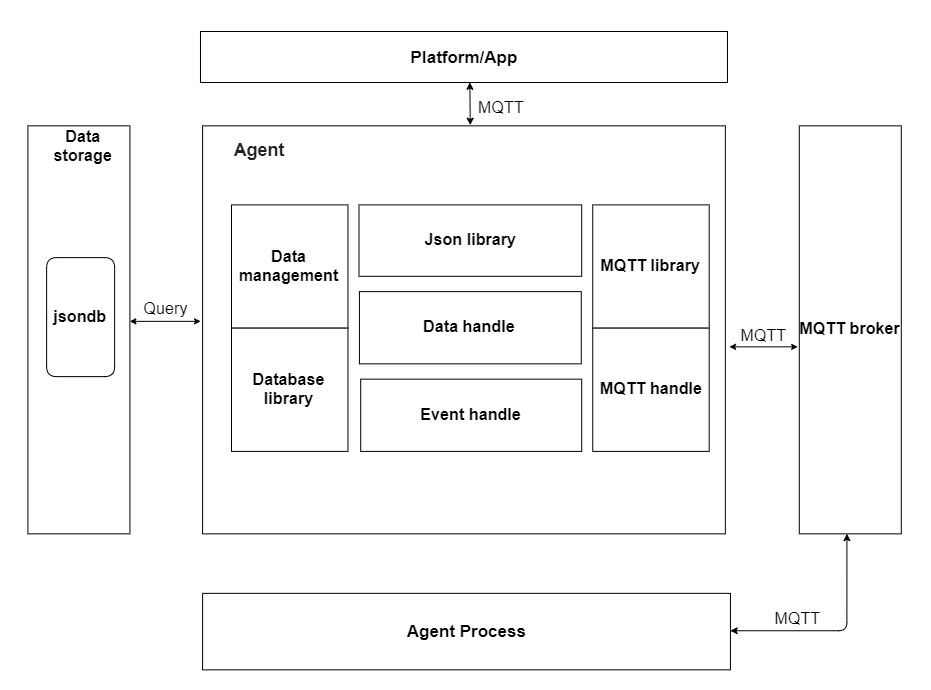 Platform/App
MQTT
Data
storage
Agent
Data
management
Json library
MQTT library
jsondb
Query
Data handle
MQTT
MQTT broker
Database
library
MQTT handle
Event handle
MQTT
Agent Process